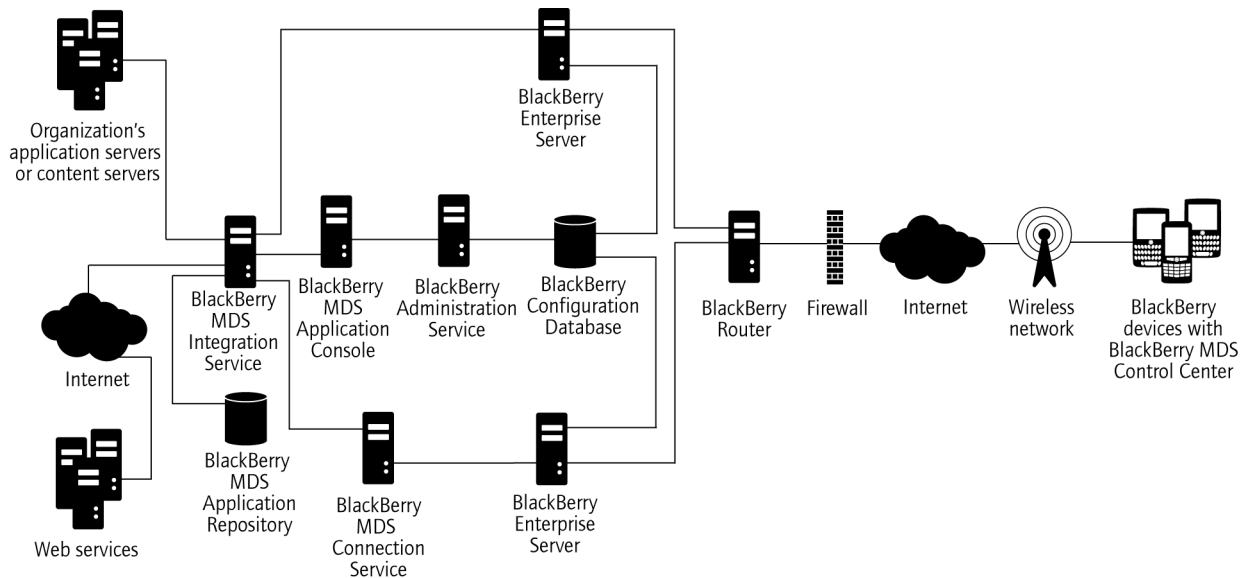 BlackBerry
Enterprise
Server
Organization's
application servers
or content servers
BlackBerry
MDS
Integration
Service
BlackBerry
MDS
Application
Console
BlackBerry
Administration
Service
BlackBerry
Configuration
Database
BlackBerry
Router
Firewall
Internet
Wireless
network
BlackBerry
devices with
BlackBerry MDS
Control Center
Internet
BlackBerry
MDS
Application
Repository
BlackBerry
MDS
Connection
Service
BlackBerry
Enterprise
Server
Web services